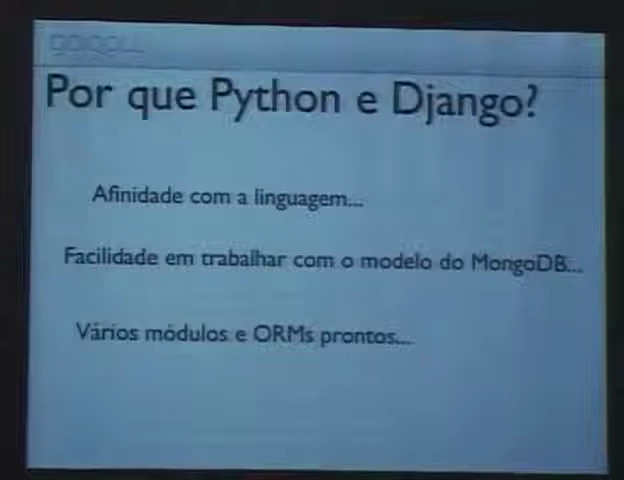 Por que Python e Django?
Afinidade com a linguagem...
Facilidade em trabalhar com o modelo do MongoDB...
Vários módulos e ORMs prontos...